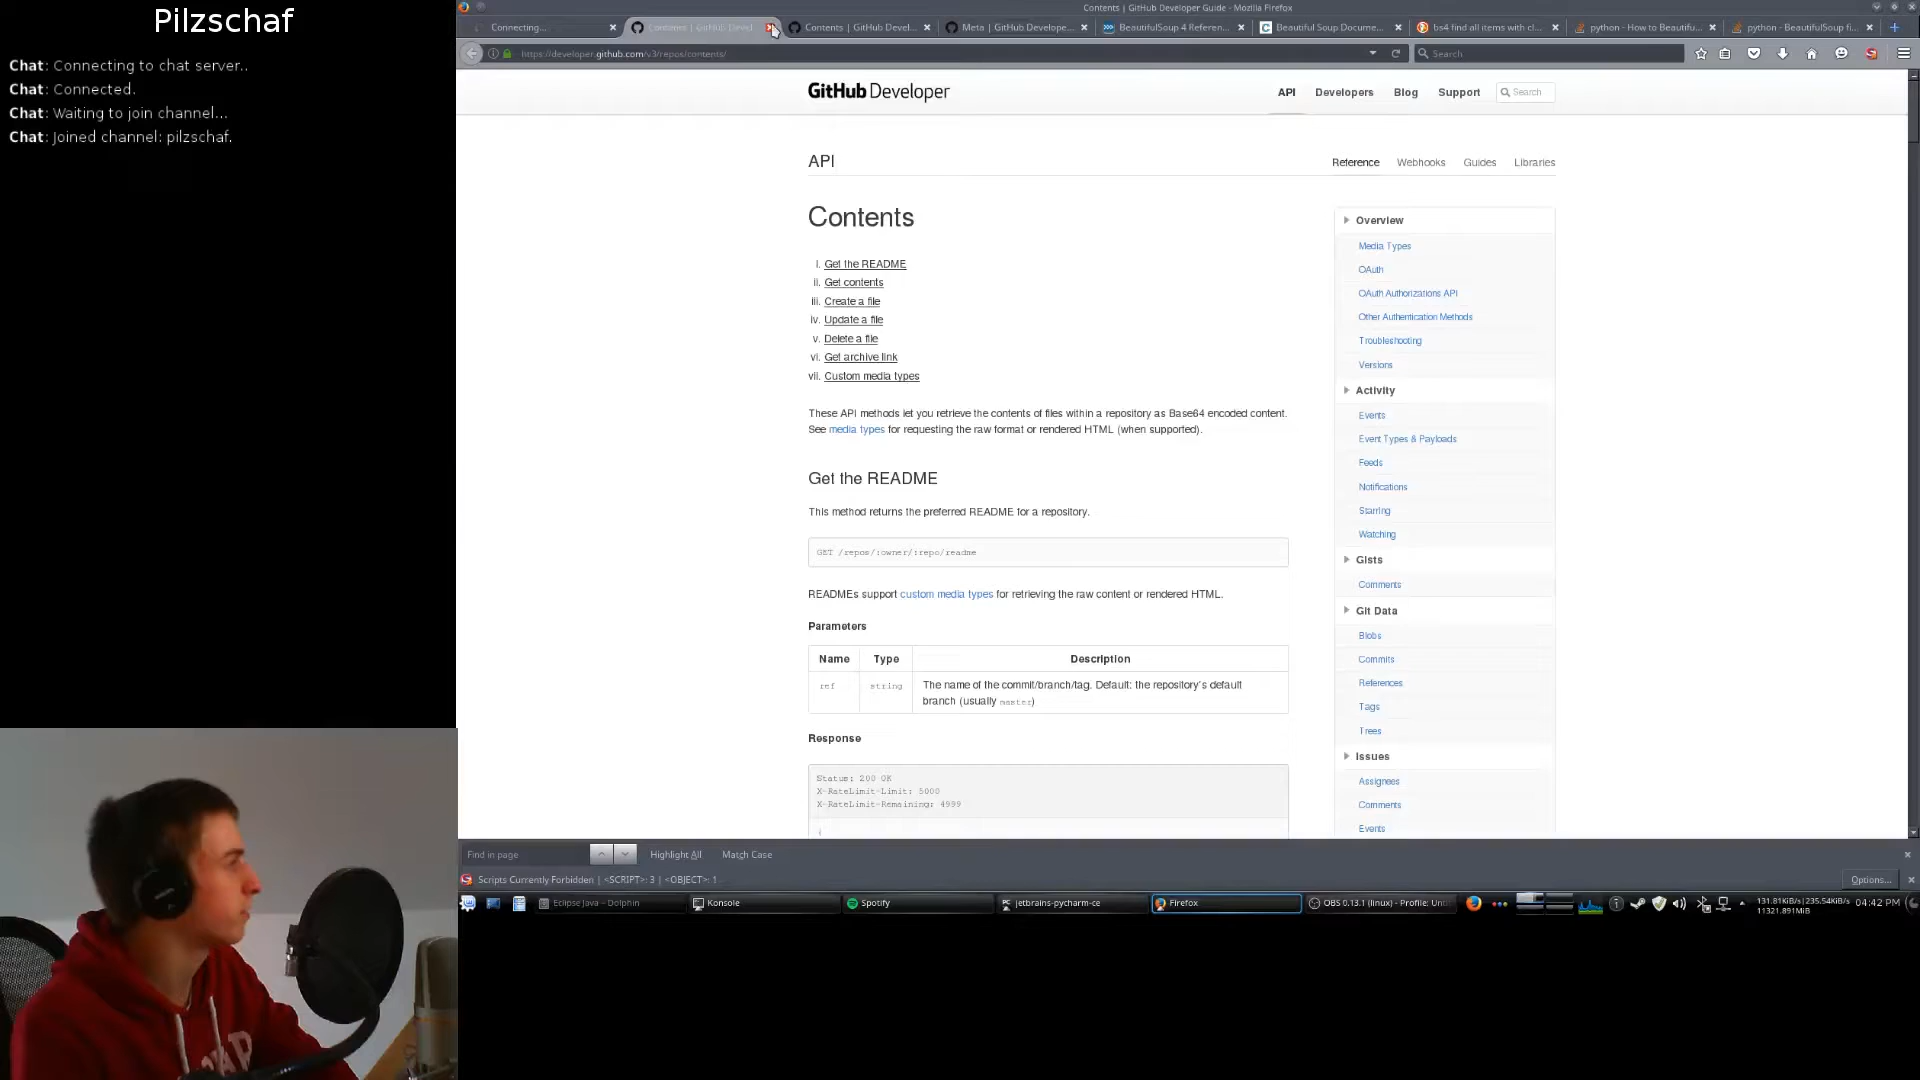 Pilzschaf
Chat: Connecting to chat server..
Chat: Connected.
Chat: Waiting to join channel...
Chat: Joined channel: pilzschaf.
Contents | GitHub Developer Guide - Mozilla Firefox
Connecting...
Contents | GitHub Devel
Contents | GitHub Devel...
Meta | GitHub Develope...
BeautifulSoup 4 Referen...
Beautiful Soup Docume...
bs4 find all items with cl...
python - How to Beautifu...
python - BeautifulSoup fi...
https://developer.github.com/v3/repos/contents/
Search
GitHub Developer
API Developers Blog Support Search
API
Reference Webhooks Guides Libraries
Contents
i. Get the README
ii. Get contents
iii. Create a file
iv. Update a file
v. Delete a file
vi. Get archive link
vii. Custom media types
These API methods let you retrieve the contents of files within a repository as Base64 encoded content.
See media types for requesting the raw format or rendered HTML (when supported).
Get the README
This method returns the preferred README for a repository.
GET /repos/:owner/:repo/readme
READMEs support custom media types for retrieving the raw content or rendered HTML.
Parameters
Name Type Description
ref string The name of the commit/branch/tag. Default: the repository's default
branch (usually master)
Response
Status: 200 OK
X-RateLimit-Limit: 5000
X-RateLimit-Remaining: 4999
{
Overview
Media Types
OAuth
OAuth Authorizations API
Other Authentication Methods
Troubleshooting
Versions
Activity
Events
Event Types & Payloads
Feeds
Notifications
Starring
Watching
Gists
Comments
Git Data
Blobs
Commits
References
Tags
Trees
Issues
Assignees
Comments
Events
Find in page Highlight All Match Case
Scripts Currently Forbidden | <SCRIPT>: 3 | <OBJECT>: 1
Options...
Eclipse Java – Dolphin
Konsole
Spotify
jetbrains-pycharm-ce
Firefox
OBS 0.13.1 (linux) - Profile: Unti
131.81KiB/s|235.54KiB/s
11321.891MiB
04:42 PM